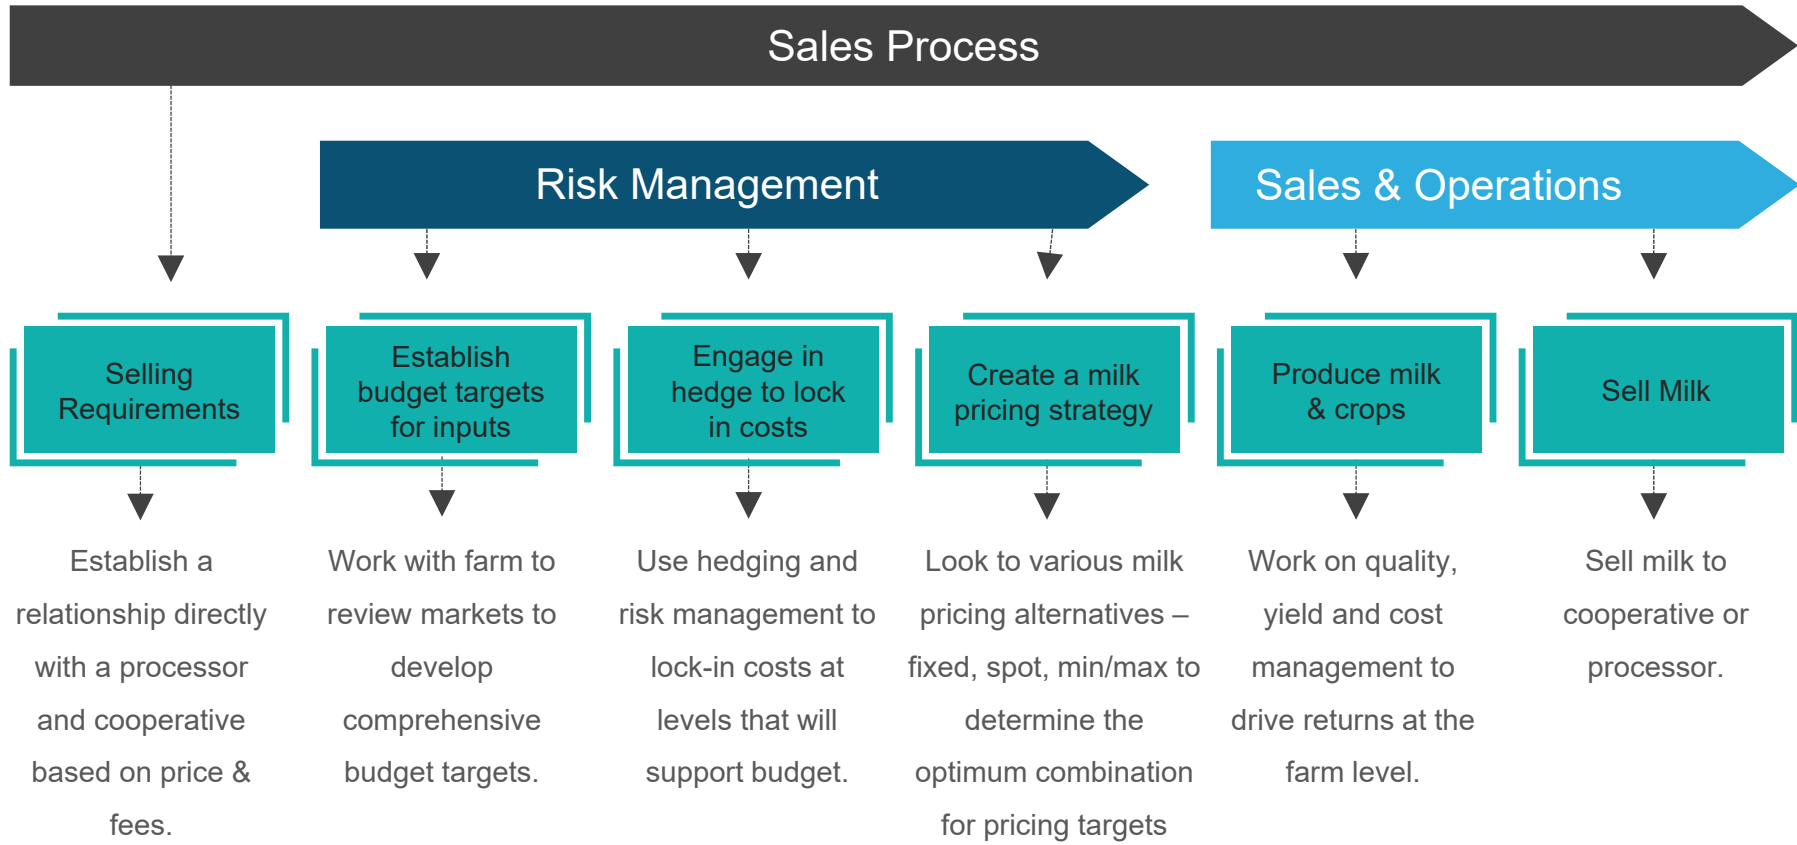 Sales Process
Risk Management
Sales & Operations
Selling
Requirements
Establish
budget targets
for inputs
Engage in
hedge to lock
in costs
Create a milk
pricing strategy
Produce milk
& crops
Sell Milk
Establish a
relationship directly
with a processor
and cooperative
based on price &
fees.
Work with farm to
review markets to
develop
comprehensive
budget targets.
Use hedging and
risk management to
lock-in costs at
levels that will
support budget.
Look to various milk
pricing alternatives –
fixed, spot, min/max to
determine the
optimum combination
for pricing targets
Work on quality,
yield and cost
management to
drive returns at the
farm level.
Sell milk to
cooperative or
processor.